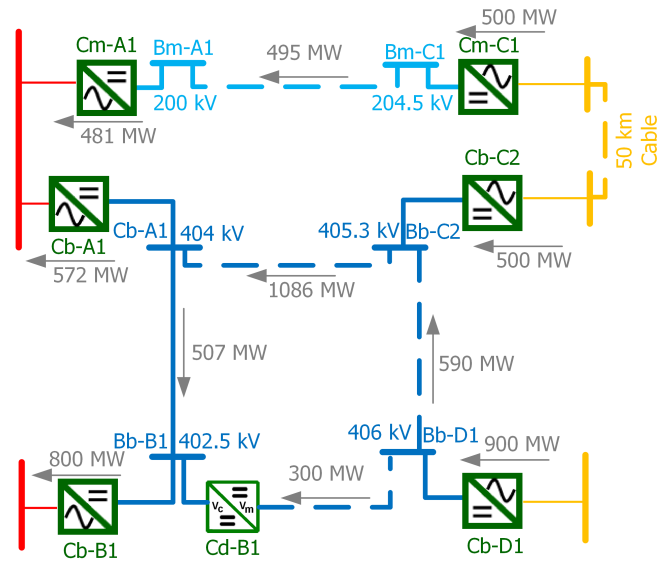 500 MW
Cm-A1
Bm-A1
495 MW
Bm-C1
Cm-C1
200 kV
204.5 kV
481 MW
50 km
Cable
Cb-C2
Cb-A1
Cb-A1
404 kV
405.3 kV
Bb-C2
572 MW
1086 MW
500 MW
507 MW
590 MW
Bb-B1
402.5 kV
406 kV
Bb-D1
800 MW
300 MW
900 MW
Vc
Vm
Cb-B1
Cd-B1
Cb-D1